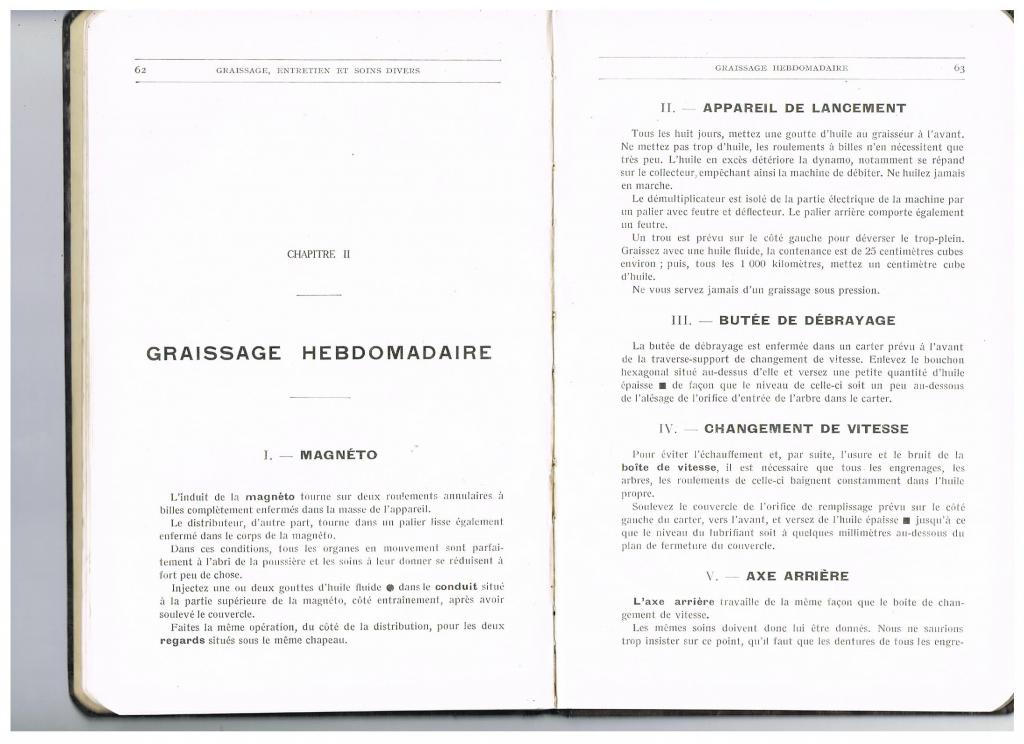 62
GRAISSAGE, ENTRETIEN ET SOINS DIVERS
CHAPITRE II
GRAISSAGE HEBDOMADAIRE
I. — MAGNÉTO
L'induit de la magnéto tourne sur deux roulements annulaires à
billes complètement enfermés dans la masse de l'appareil.
Le distributeur, d'autre part, tourne dans un palier lisse également
enfermé dans le corps de la magnéto.
Dans ces conditions, tous les organes en mouvement sont parfai-
tement à l'abri de la poussière et les soins à leur donner se réduisent à
fort peu de chose.
Injectez une ou deux gouttes d'huile fluide ● dans le conduit situé
à la partie supérieure de la magnéto, côté entraînement, après avoir
soulevé le couvercle.
Faites la même opération, du côté de la distribution, pour les deux
regards situés sous le même chapeau.
GRAISSAGE HEBDOMADAIRE
63
II. — APPAREIL DE LANCEMENT
Tous les huit jours, mettez une goutte d'huile au graisseur à l'avant.
Ne mettez pas trop d'huile, les roulements à billes n'en nécessitent que
très peu. L'huile en excès détériore la dynamo, notamment se répand
sur le collecteur, empêchant ainsi la machine de débiter. Ne huilez jamais
en marche.
Le démultiplicateur est isolé de la partie électrique de la machine par
un palier avec feutre et déflecteur. Le palier arrière comporte également
un feutre.
Un trou est prévu sur le côté gauche pour déverser le trop-plein.
Graissez avec une huile fluide, la contenance est de 25 centimètres cubes
environ ; puis, tous les 1 000 kilomètres, mettez un centimètre cube
d'huile.
Ne vous servez jamais d'un graissage sous pression.
III. — BUTÉE DE DÉBRAYAGE
La butée de débrayage est enfermée dans un carter prévu à l'avant
de la traverse-support de changement de vitesse. Enlevez le bouchon
hexagonal situé au-dessus d'elle et versez une petite quantité d'huile
épaisse ■ de façon que le niveau de celle-ci soit un peu au-dessous
de l'alésage de l'orifice d'entrée de l'arbre dans le carter.
IV. — CHANGEMENT DE VITESSE
Pour éviter l'échauffement et, par suite, l'usure et le bruit de la
boîte de vitesse, il est nécessaire que tous les engrenages, les
arbres, les roulements de celle-ci baignent constamment dans l'huile
propre.
Soulevez le couvercle de l'orifice de remplissage prévu sur le côté
gauche du carter, vers l'avant, et versez de l'huile épaisse ■ jusqu'à ce
que le niveau du lubrifiant soit à quelques millimètres au-dessous du
plan de fermeture du couvercle.
V. — AXE ARRIÈRE
L'axe arrière travaille de la même façon que le boîte de chan-
gement de vitesse.
Les mêmes soins doivent donc lui être donnés. Nous ne saurions
trop insister sur ce point, qu'il faut que les dentures de tous les engre-